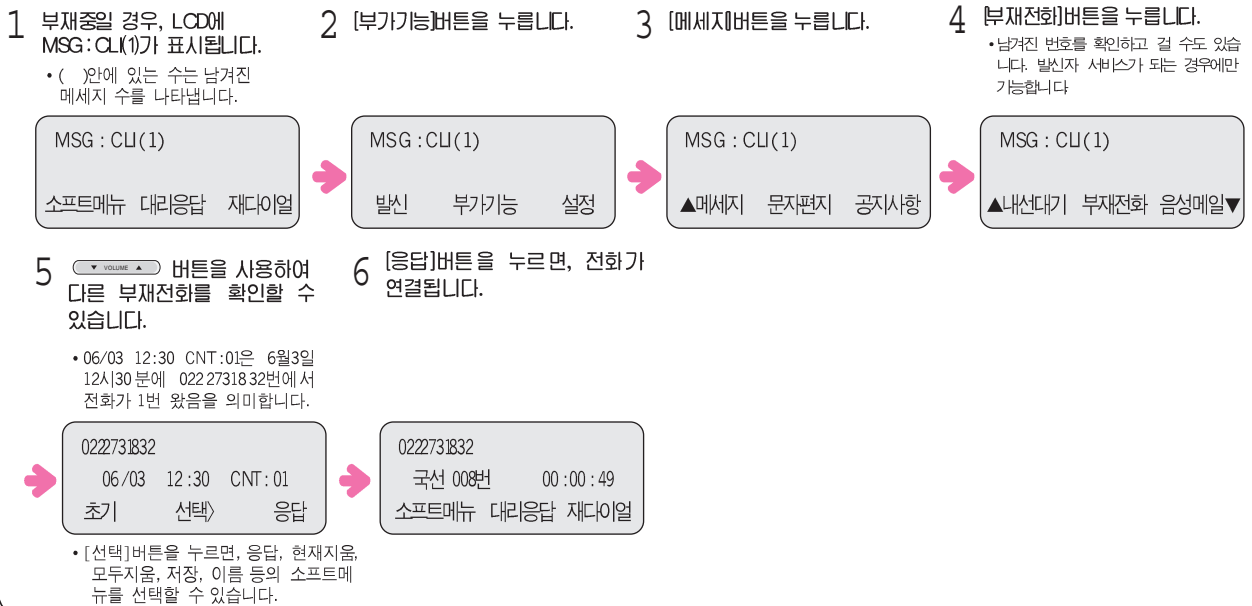 1 부재중일 경우, LCD에
MSG : CLI(1)가 표시됩니다.
• ( )안에 있는 수는 남겨진
메세지 수를 나타냅니다.
MSG : CLI(1)
소프트메뉴 대리응답 재다이얼
2 [부가기능]버튼을 누릅니다.
MSG : CLI(1)
발신 부가기능 설정
3 [메세지]버튼을 누릅니다.
MSG : CLI(1)
▲메세지 문자편지 공지사항
4 [부재전화]버튼을 누릅니다.
• 남겨진 번호를 확인하고 걸 수도 있습
니다. 발신자 서비스가 되는 경우에만
가능합니다.
MSG : CLI(1)
▲내선대기 부재전화 음성메일▼
5 ▼ VOLUME ▲ 버튼을 사용하여
다른 부재전화를 확인할 수
있습니다.
• 06/03 12:30 CNT:01은 6월3일
12시30분에 0222731832번에서
전화가 1번 왔음을 의미합니다.
0222731832
06/03 12:30 CNT : 01
초기 선택〉 응답
• [선택]버튼을 누르면, 응답, 현재지움,
모두지움, 저장, 이름 등의 소프트메
뉴를 선택할 수 있습니다.
6 [응답]버튼을 누르면, 전화가
연결됩니다.
0222731832
국선 008번 00 : 00 : 49
소프트메뉴 대리응답 재다이얼